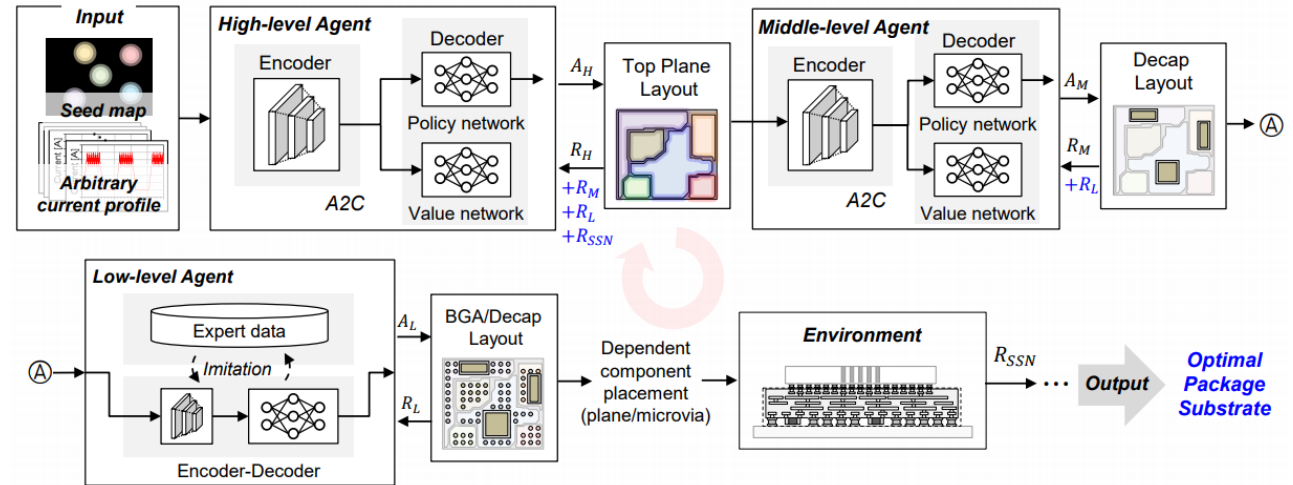 Input
Seed map
Current [A]
Current [A]
Arbitrary
current profile
High-level Agent
Encoder
Decoder
Policy network
Value network
A2C
A_H
R_H
+R_M
+R_L
+R_SSN
Top Plane
Layout
Middle-level Agent
Encoder
Decoder
Policy network
Value network
A2C
A_M
R_M
+R_L
Decap
Layout
Ⓐ
Low-level Agent
Expert data
Imitation
Ⓐ
Encoder-Decoder
A_L
R_L
BGA/Decap
Layout
Dependent
component
placement
(plane/microvia)
Environment
R_SSN
...
Output
Optimal
Package
Substrate